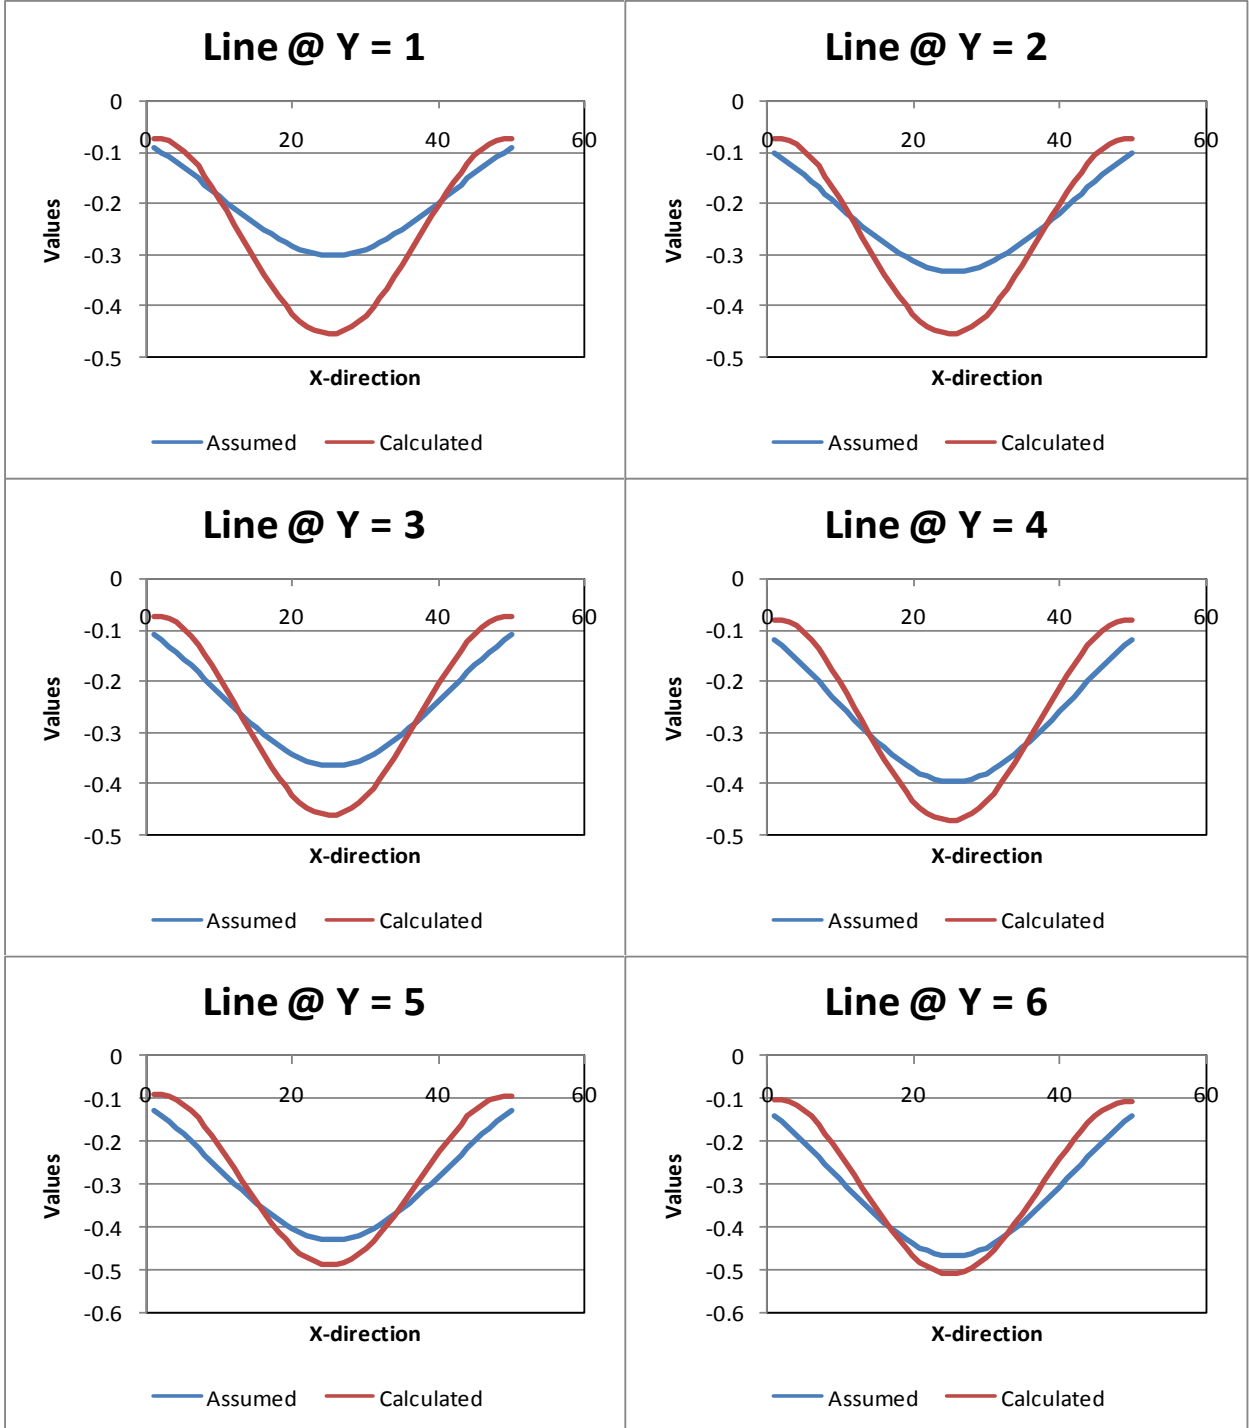 Line @ Y = 1
0
0 20 40 60
-0.1
-0.2
-0.3
-0.4
-0.5
Values
X-direction
Assumed Calculated
Line @ Y = 2
0
0 20 40 60
-0.1
-0.2
-0.3
-0.4
-0.5
Values
X-direction
Assumed Calculated
Line @ Y = 3
0
0 20 40 60
-0.1
-0.2
-0.3
-0.4
-0.5
Values
X-direction
Assumed Calculated
Line @ Y = 4
0
0 20 40 60
-0.1
-0.2
-0.3
-0.4
-0.5
Values
X-direction
Assumed Calculated
Line @ Y = 5
0
0 20 40 60
-0.1
-0.2
-0.3
-0.4
-0.5
-0.6
Values
X-direction
Assumed Calculated
Line @ Y = 6
0
0 20 40 60
-0.1
-0.2
-0.3
-0.4
-0.5
-0.6
Values
X-direction
Assumed Calculated